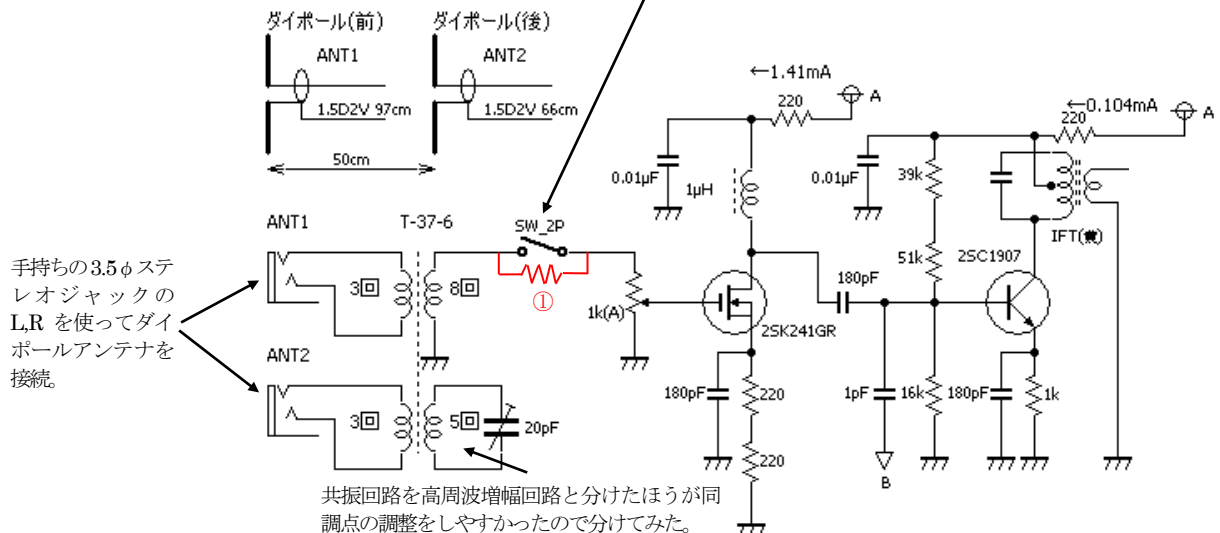 ダイポール(前)
ダイポール(後)
ANT1
ANT2
1.5D2V 97cm
1.5D2V 66cm
50cm
←1.41mA
220
A
←0.104mA
220
A
0.01μF
1μH
0.01μF
39k
IFT(黄)
ANT1
T-37-6
SW_2P
3回
8回
①
1k(A)
手持ちの3.5φステ
レオジャックの
L,R を使ってダイ
ポールアンテナを
接続。
51k
2SC1907
180pF
2SK241GR
ANT2
3回
5回
20pF
180pF
220
220
1pF
16k
180pF
1k
B
共振回路を高周波増幅回路と分けたほうが同
調点の調整をしやすかったので分けてみた。